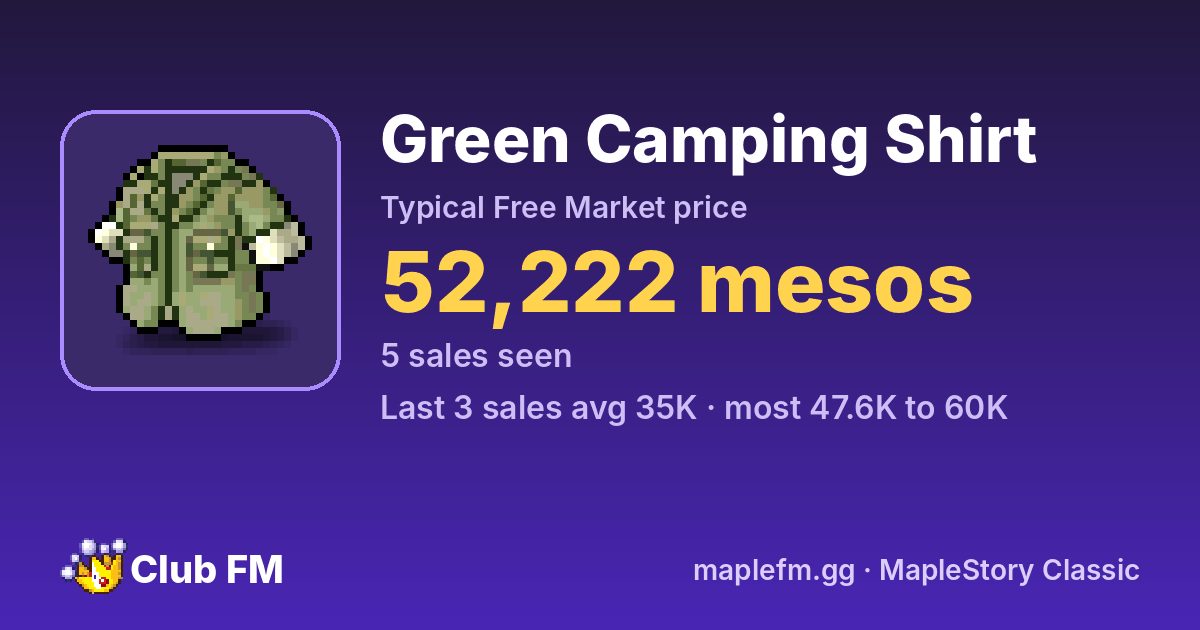 Green Camping Shirt
Typical Free Market price
52,222 mesos
5 sales seen
Last 3 sales avg 35K · most 47.6K to 60K
Club FM
maplefm.gg · MapleStory Classic